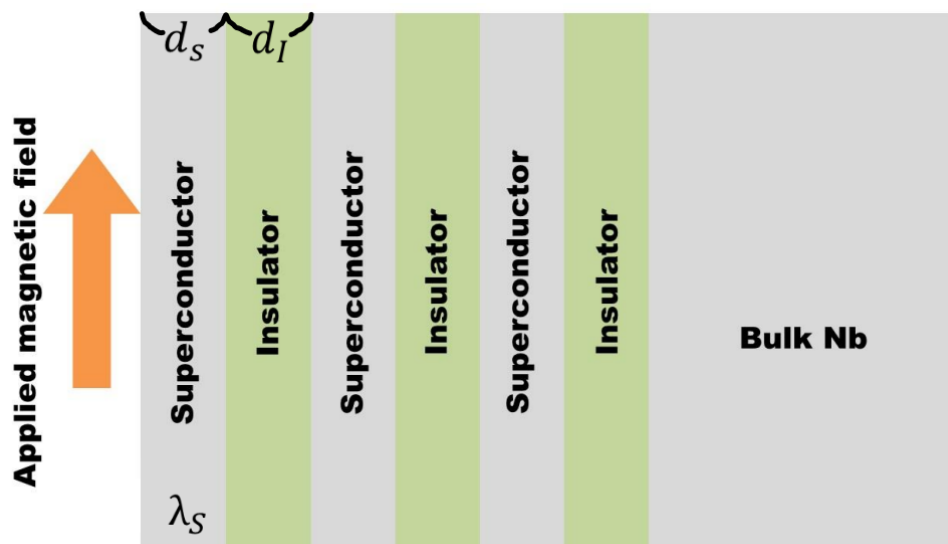 d_s d_I
Applied magnetic field
Superconductor
Insulator
Superconductor
Insulator
Superconductor
Insulator
Bulk Nb
λ_S